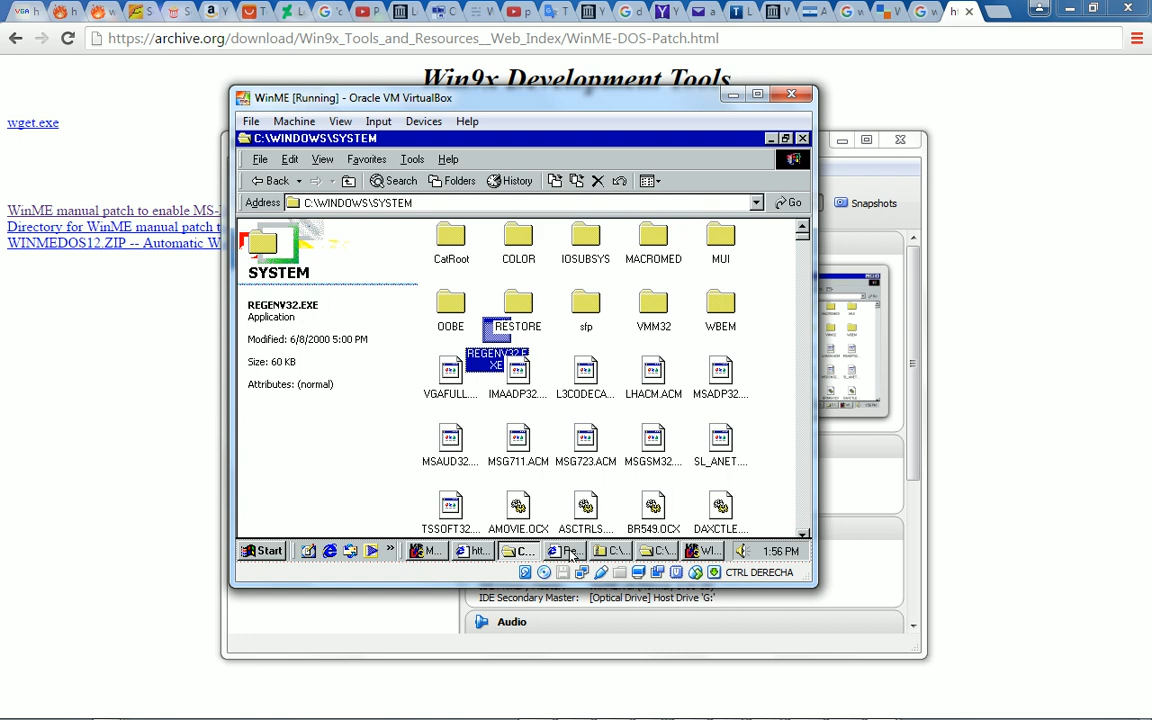 VGA h
h
w
S
S
A
Y
T
L
'c
P
[
C
W
p
T
Y
d
Y
a
L
V
A
w
w
h
https://archive.org/download/Win9x_Tools_and_Resources__Web_Index/WinME-DOS-Patch.html
Win9x Development Tools
wget.exe
WinME manual patch to enable MS-
Directory for WinME manual patch t
WINMEDOS12.ZIP -- Automatic W
WinME [Running] - Oracle VM VirtualBox
File Machine View Input Devices Help
C:\WINDOWS\SYSTEM
File Edit View Favorites Tools Help
Back Search Folders History
Address C:\WINDOWS\SYSTEM Go
SYSTEM
REGENV32.EXE
Application
Modified: 6/8/2000 5:00 PM
Size: 60 KB
Attributes: (normal)
CatRoot COLOR IOSUBSYS MACROMED MUI
OOBE RESTORE sfp VMM32 WBEM
REGENV32.E
XE
VGAFULL.... IMAADP32.... L3CODECA.... LHACM.ACM MSADP32....
MSAUD32.... MSG711.ACM MSG723.ACM MSGSM32.... SL_ANET....
TSSOFT32.... AMOVIE.OCX ASCTRLS.... BR549.OCX DAXCTLE....
Start M... htt... C... Re... C:\... C:\... WI... 1:56 PM
CTRL DERECHA
Snapshots
IDE Secondary Master: [Optical Drive] Host Drive 'G:'
Audio